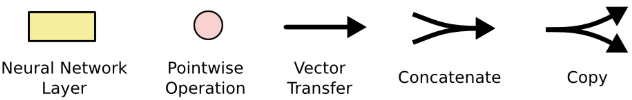 Neural Network
Layer
Pointwise
Operation
Vector
Transfer
Concatenate
Copy